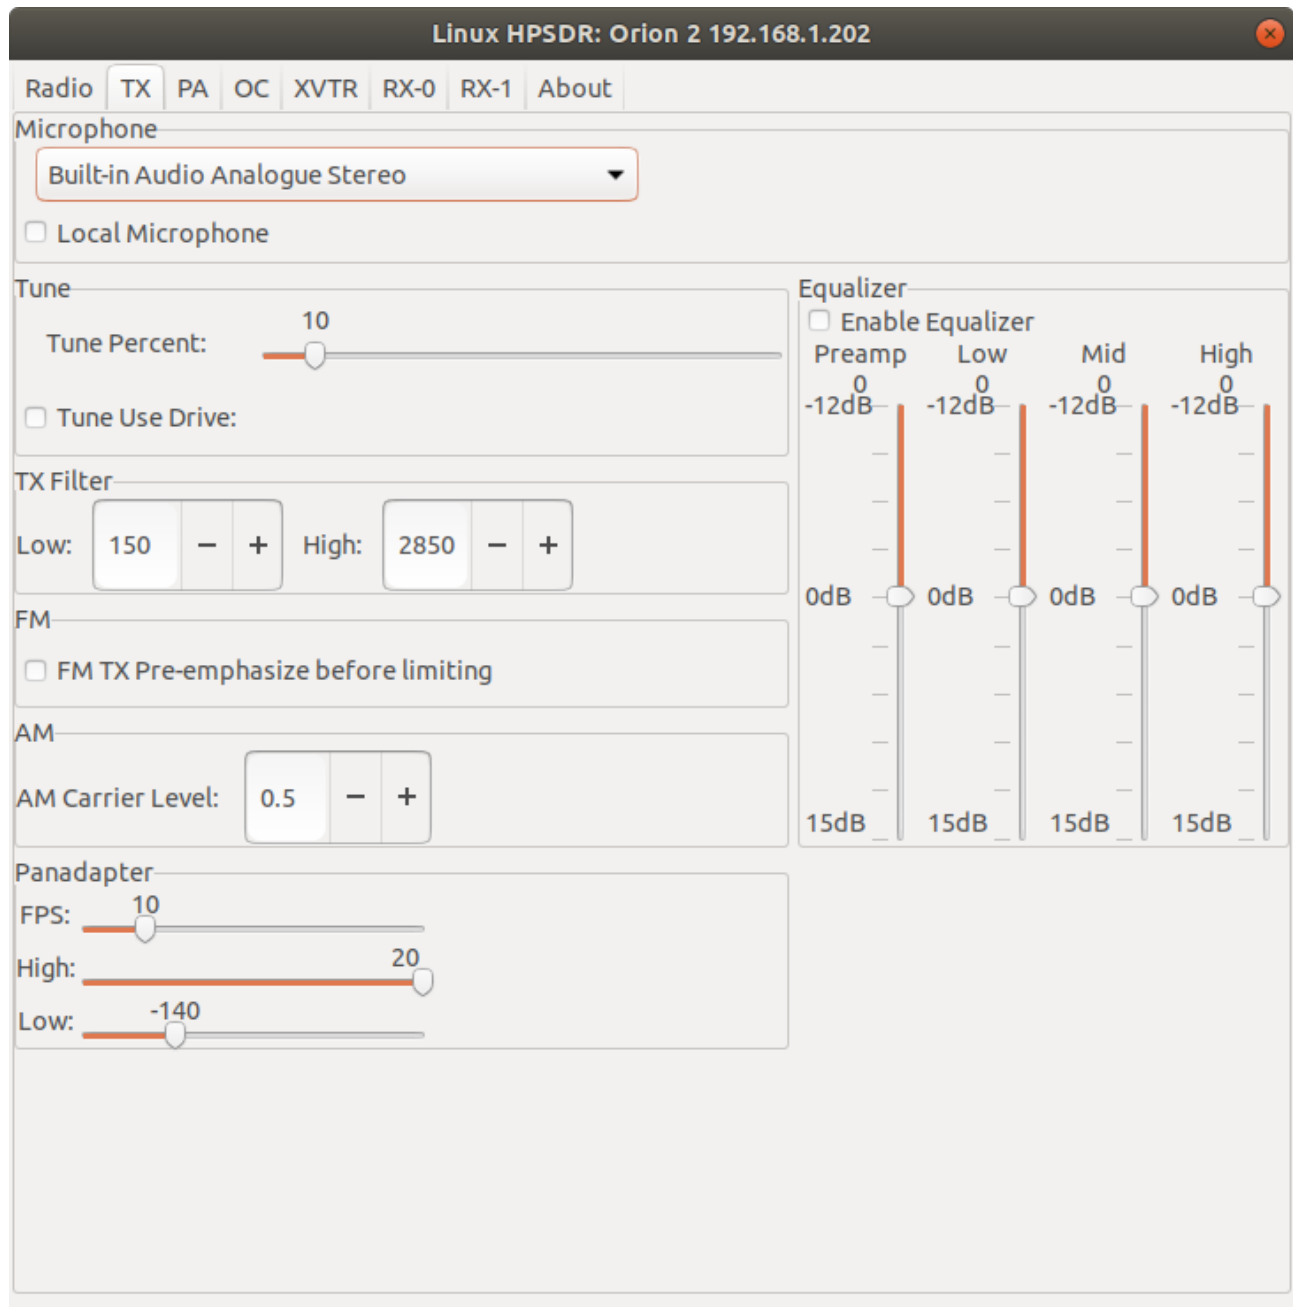 Linux HPSDR: Orion 2 192.168.1.202
Radio TX PA OC XVTR RX-0 RX-1 About
Microphone
Built-in Audio Analogue Stereo
Local Microphone
Tune
10
Tune Percent:
Tune Use Drive:
TX Filter
Low: 150 − + High: 2850 − +
FM
FM TX Pre-emphasize before limiting
AM
AM Carrier Level: 0.5 − +
Panadapter
10
FPS:
20
High:
-140
Low:
Equalizer
Enable Equalizer
Preamp Low Mid High
0 0 0 0
-12dB -12dB -12dB -12dB
0dB 0dB 0dB 0dB
15dB 15dB 15dB 15dB